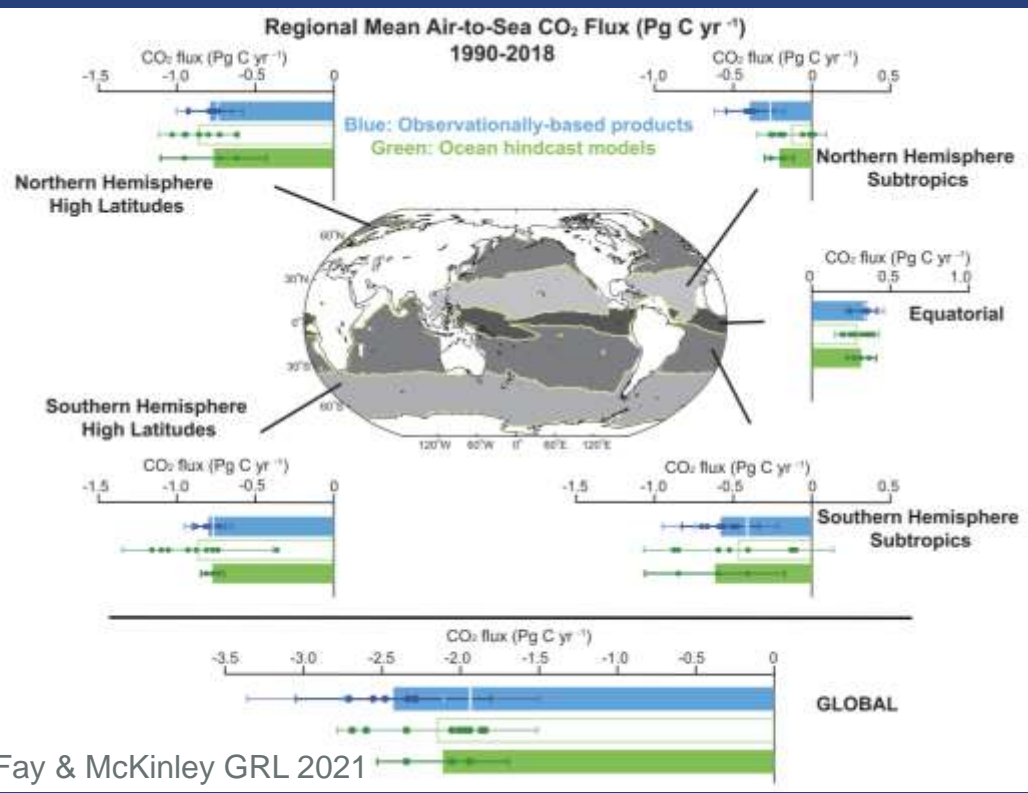 Regional Mean Air-to-Sea CO₂ Flux (Pg C yr ⁻¹)
1990-2018
CO₂ flux (Pg C yr ⁻¹)
-1.5 -1.0 -0.5 0
CO₂ flux (Pg C yr ⁻¹)
-1.0 -0.5 0 0.5
Blue: Observationally-based products
Green: Ocean hindcast models
Northern Hemisphere
High Latitudes
Northern Hemisphere
Subtropics
60°N
30°N
0°
30°S
60°S
120°W 60°W 0° 60°E 120°E
CO₂ flux (Pg C yr ⁻¹)
0 0.5 1.0
Equatorial
Southern Hemisphere
High Latitudes
CO₂ flux (Pg C yr ⁻¹)
-1.5 -1.0 -0.5 0
CO₂ flux (Pg C yr ⁻¹)
-1.5 -1.0 -0.5 0 0.5
Southern Hemisphere
Subtropics
CO₂ flux (Pg C yr ⁻¹)
-3.5 -3.0 -2.5 -2.0 -1.5 -1.0 -0.5 0
GLOBAL
Fay & McKinley GRL 2021